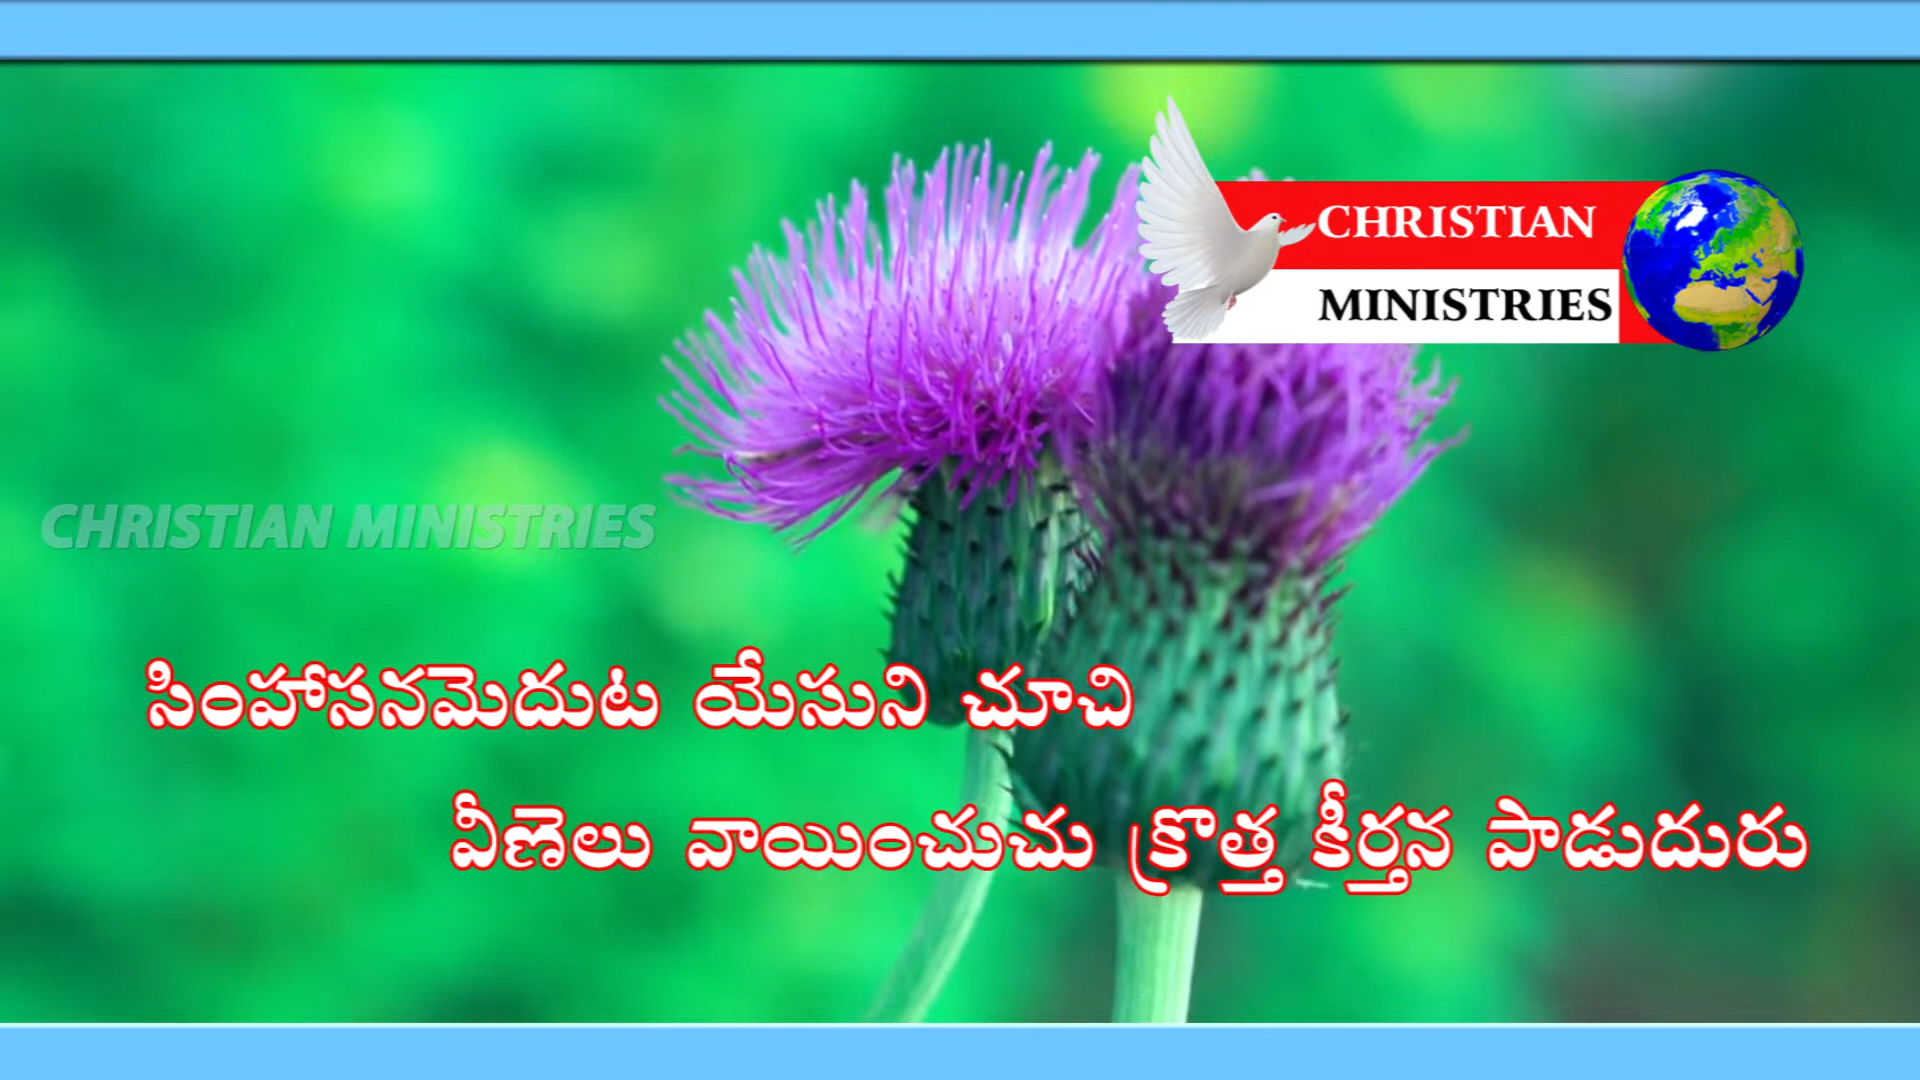 CHRISTIAN
MINISTRIES
CHRISTIAN MINISTRIES
సింహాసనమెదుట యేసుని చూచి
వీణెలు వాయించుచు క్రొత్త కీర్తన పాడుదురు